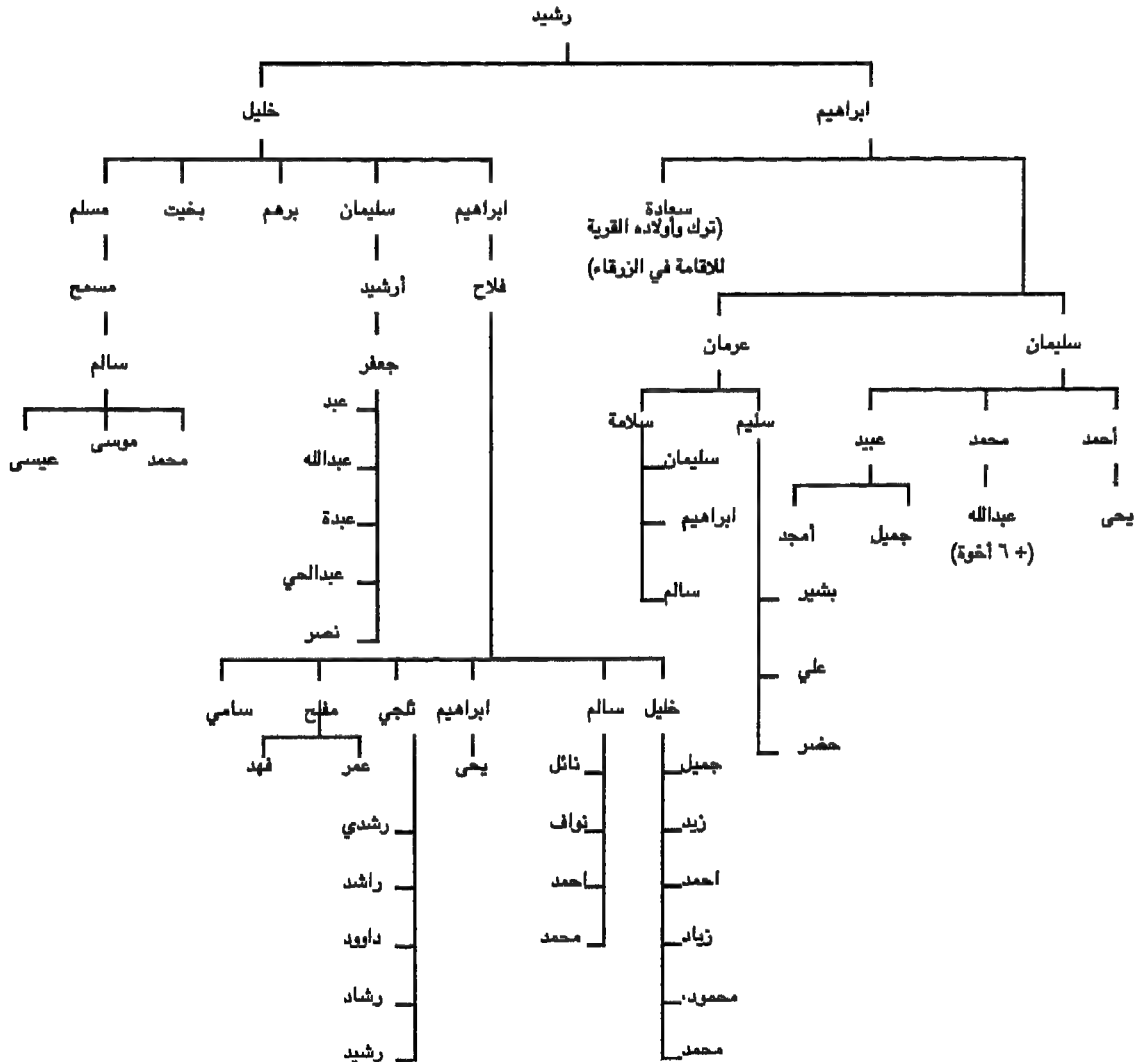 رشيد
ابراهيم
خليل
سعادة
(ترك وأولاده القرية
للاقامة في الزرقاء)
ابراهيم
سليمان
برهم
بخيت
مسلم
فلاح
أرشيد
مسمح
سليمان
عرمان
جعفر
سالم
أحمد
محمد
عبيد
سليم
سلامة
عبد
محمد
موسى
عيسى
سليمان
عبدالله
يحى
عبدالله
(+ ٦ أخوة)
جميل
أمجد
ابراهيم
عبدة
سالم
عبدالحي
بشير
نصر
علي
حضر
خليل
سالم
ابراهيم
ثلجي
مفلح
سامي
جميل
نائل
يحى
عمر
فهد
زيد
نواف
رشدي
احمد
احمد
راشد
زياد
محمد
داوود
محمود.
رشاد
محمد
رشيد